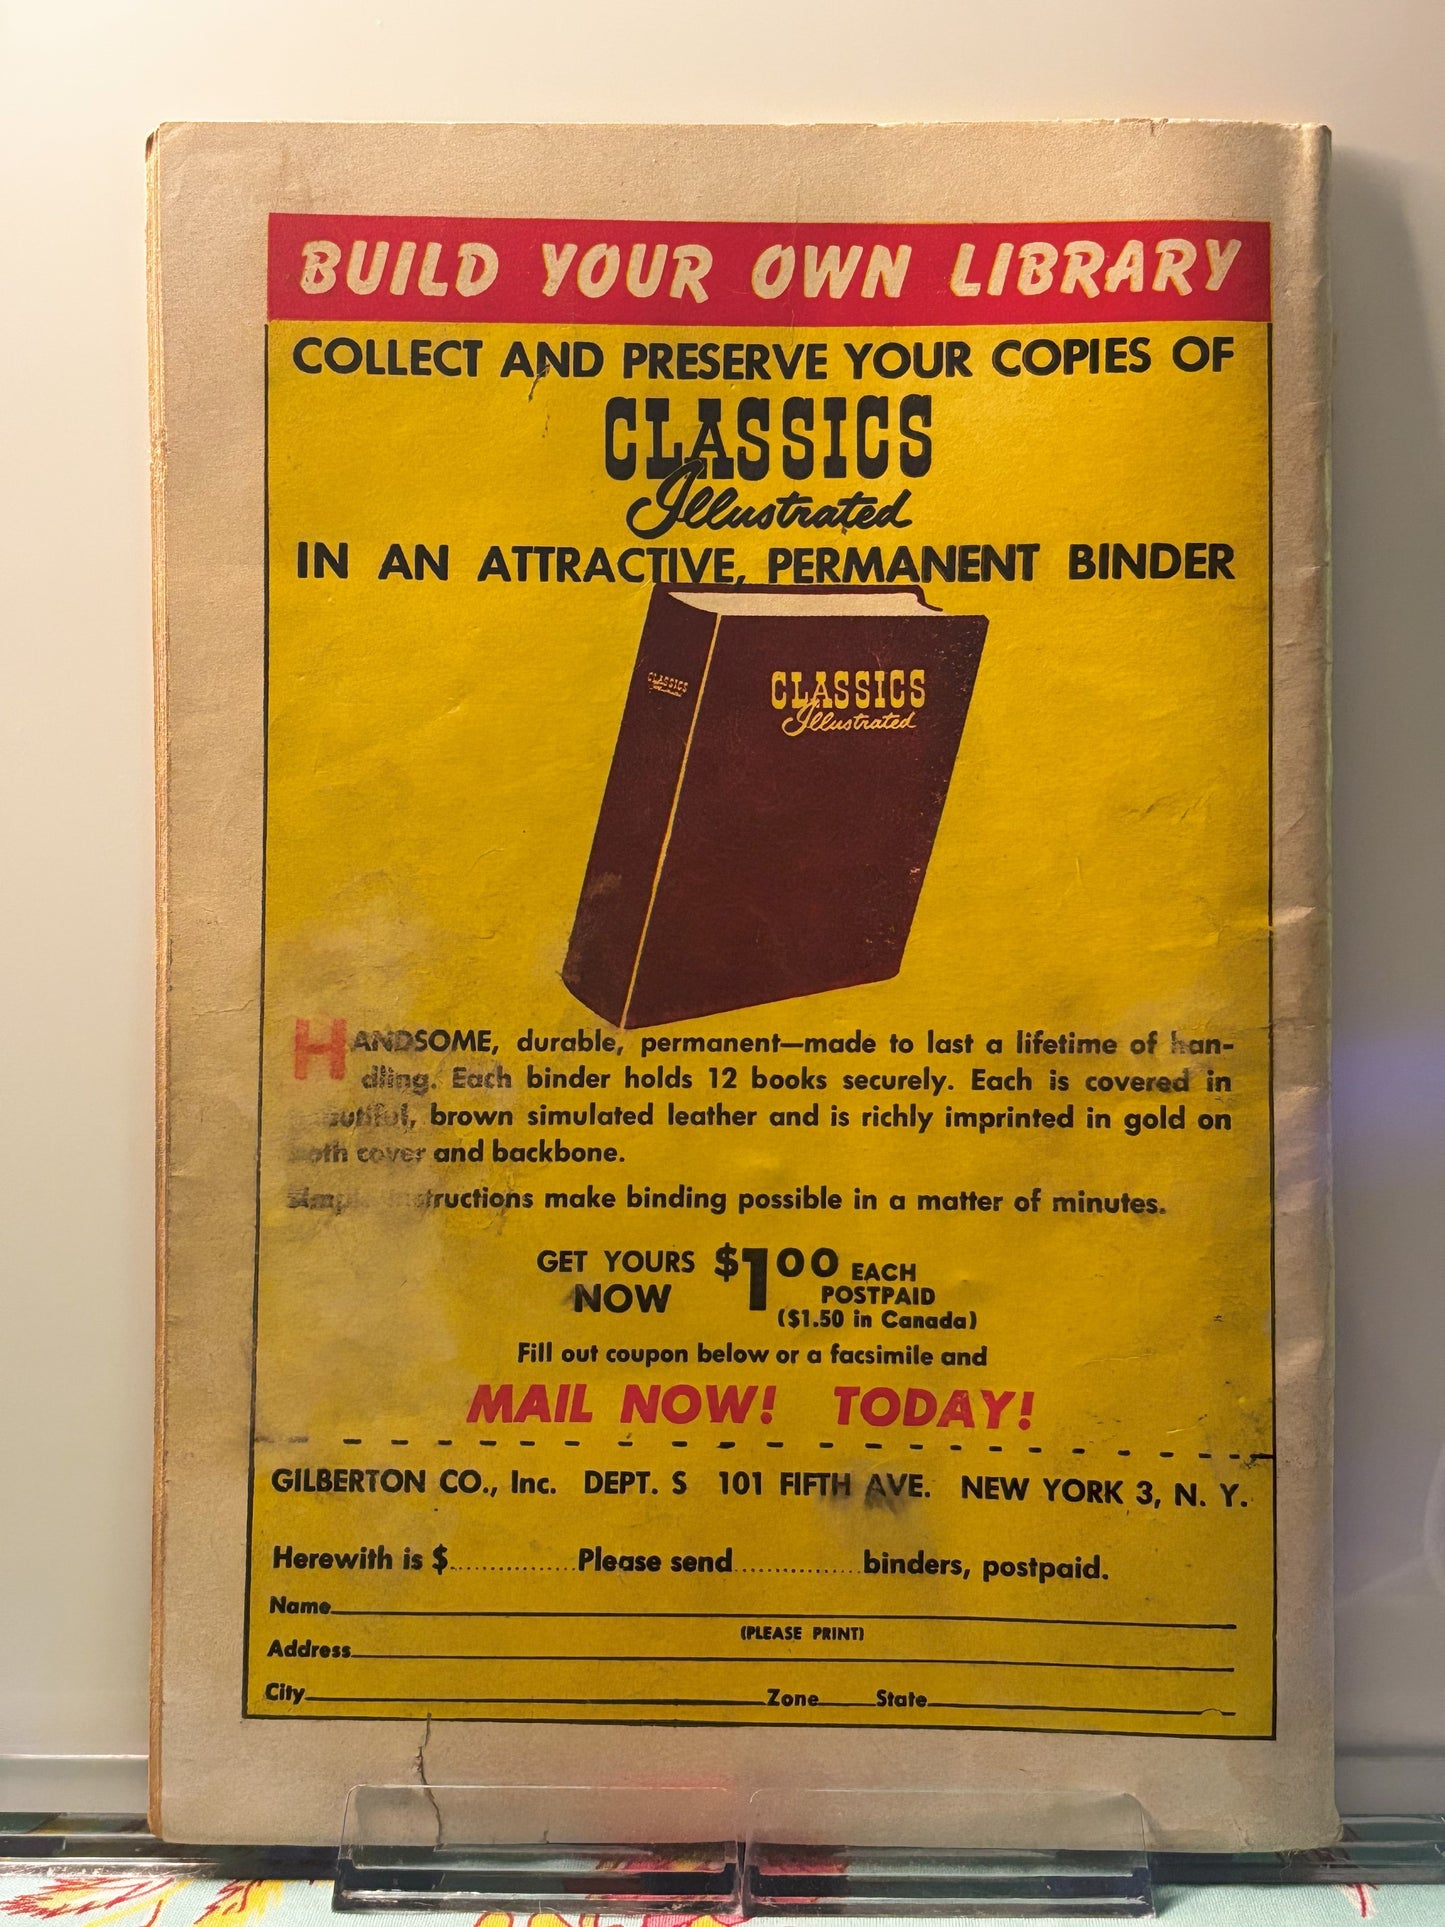 BUILD YOUR OWN LIBRARY
COLLECT AND PRESERVE YOUR COPIES OF
CLASSICS
Illustrated
IN AN ATTRACTIVE, PERMANENT BINDER
CLASSICS
Illustrated
CLASSICS
Illustrated
HANDSOME, durable, permanent—made to last a lifetime of han-
dling. Each binder holds 12 books securely. Each is covered in
beautiful, brown simulated leather and is richly imprinted in gold on
both cover and backbone.
Simple instructions make binding possible in a matter of minutes.
GET YOURS $1.00 EACH
NOW POSTPAID
($1.50 in Canada)
Fill out coupon below or a facsimile and
MAIL NOW! TODAY!
GILBERTON CO., Inc. DEPT. S 101 FIFTH AVE. NEW YORK 3, N. Y.
Herewith is $............... Please send............... binders, postpaid.
Name
(PLEASE PRINT)
Address
City Zone State